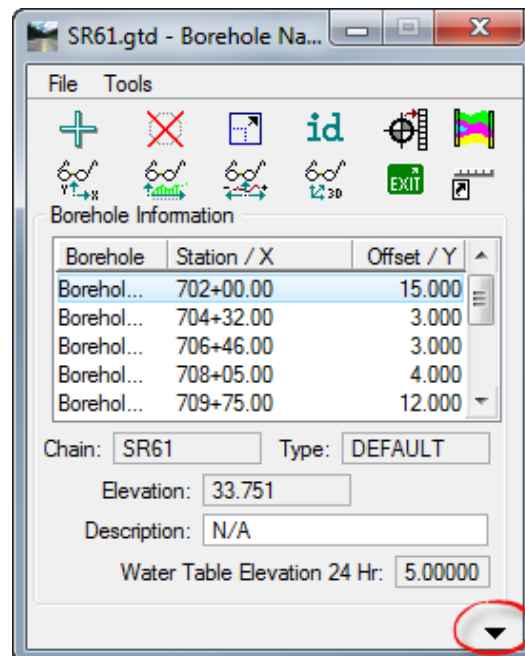 SR61.gtd - Borehole Na...
File Tools
id
Y X 3D EXIT
Borehole Information
Borehole Station / X Offset / Y
Borehol... 702+00.00 15.000
Borehol... 704+32.00 3.000
Borehol... 706+46.00 3.000
Borehol... 708+05.00 4.000
Borehol... 709+75.00 12.000
Chain: SR61 Type: DEFAULT
Elevation: 33.751
Description: N/A
Water Table Elevation 24 Hr: 5.00000